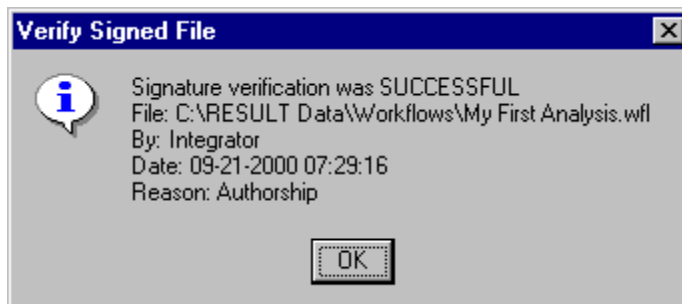 Verify Signed File
Signature verification was SUCCESSFUL
File: C:\RESULT Data\Workflows\My First Analysis.wfl
By: Integrator
Date: 09-21-2000 07:29:16
Reason: Authorship
OK